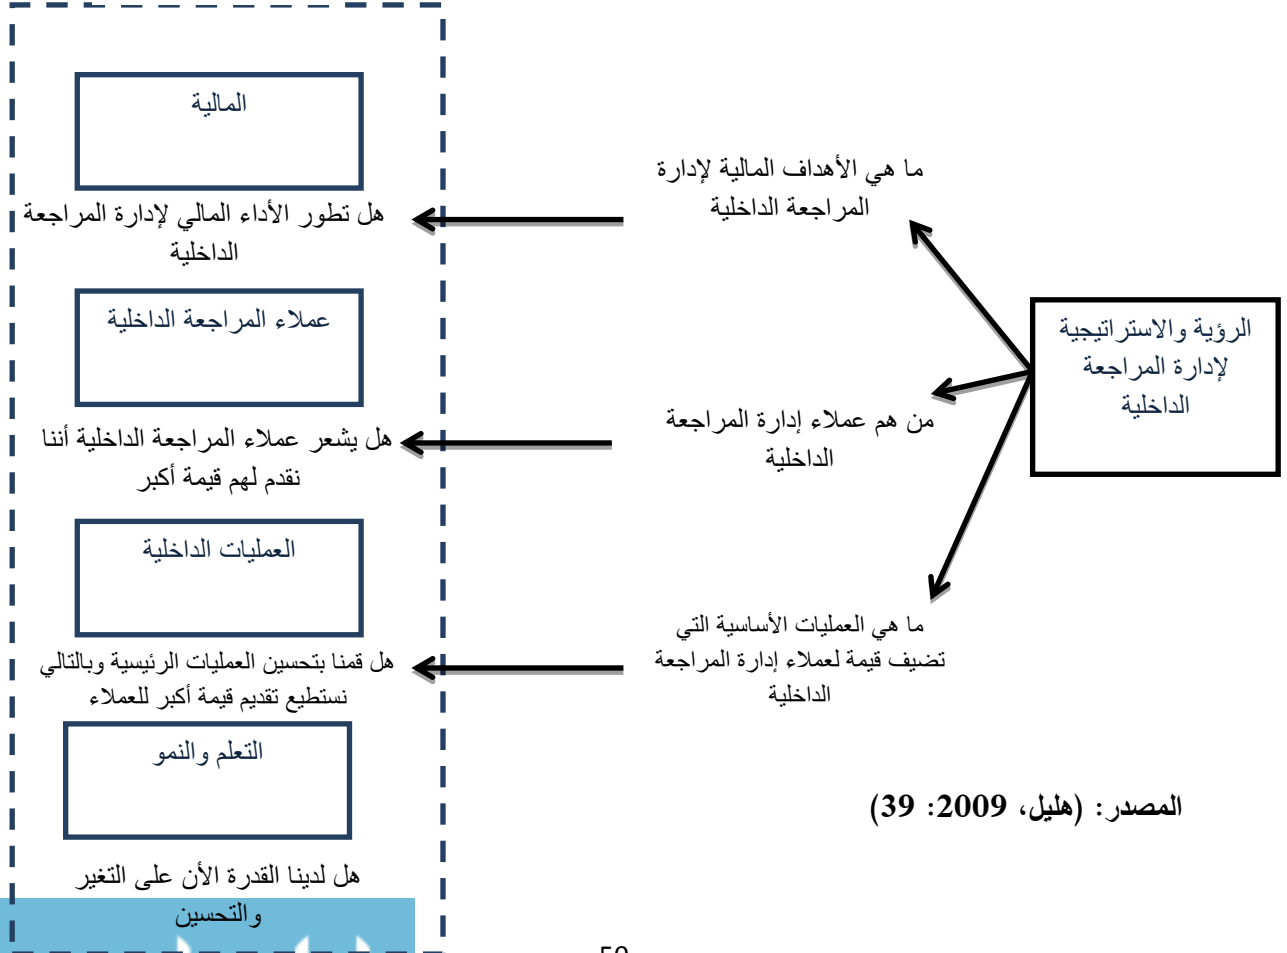 الرؤية والاستراتيجية
لإدارة المراجعة
الداخلية
ما هي الأهداف المالية لإدارة
المراجعة الداخلية
من هم عملاء إدارة المراجعة
الداخلية
ما هي العمليات الأساسية التي
تضيف قيمة لعملاء إدارة المراجعة
الداخلية
المالية
هل تطور الأداء المالي لإدارة المراجعة
الداخلية
عملاء المراجعة الداخلية
هل يشعر عملاء المراجعة الداخلية أننا
نقدم لهم قيمة أكبر
العمليات الداخلية
هل قمنا بتحسين العمليات الرئيسية وبالتالي
نستطيع تقديم قيمة أكبر للعملاء
التعلم والنمو
هل لدينا القدرة الأن على التغير
والتحسين
المصدر: (هليل، 2009: 39)